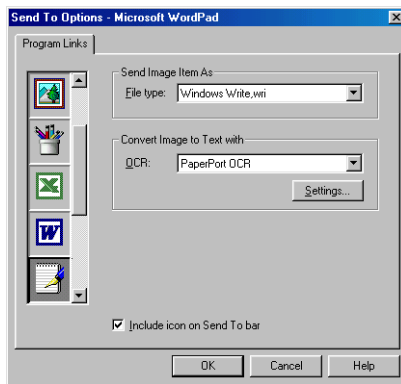 Send To Options - Microsoft WordPad
Program Links
Send Image Item As
File type: Windows Write,wri
Convert Image to Text with
OCR: PaperPort OCR
Settings...
W
Include icon on Send To bar
OK Cancel Help